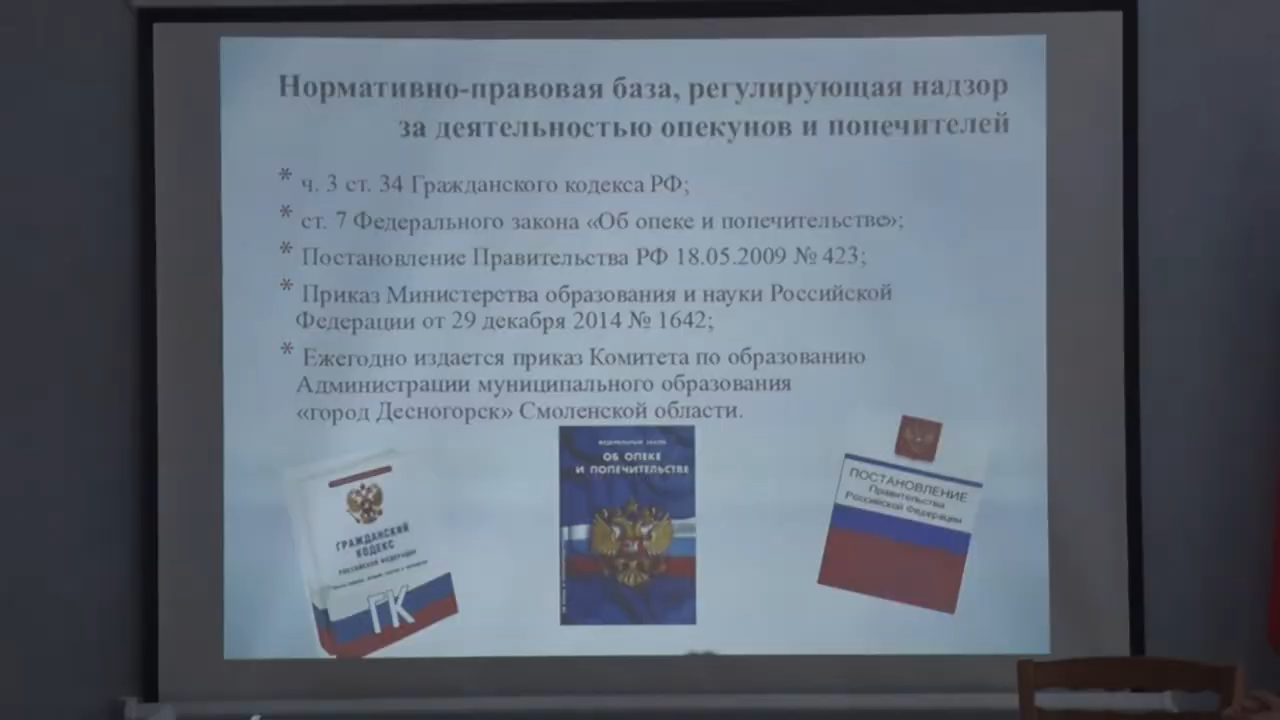 Нормативно-правовая база, регулирующая надзор
за деятельностью опекунов и попечителей
* ч. 3 ст. 34 Гражданского кодекса РФ;
* ст. 7 Федерального закона «Об опеке и попечительстве»;
* Постановление Правительства РФ 18.05.2009 № 423;
* Приказ Министерства образования и науки Российской
Федерации от 29 декабря 2014 № 1642;
* Ежегодно издается приказ Комитета по образованию
Администрации муниципального образования
«город Десногорск» Смоленской области.
ГРАЖДАНСКИЙ
КОДЕКС
РОССИЙСКОЙ ФЕДЕРАЦИИ
ГК
ФЕДЕРАЛЬНЫЙ ЗАКОН
ОБ ОПЕКЕ
И ПОПЕЧИТЕЛЬСТВЕ
ПОСТАНОВЛЕНИЕ
Правительства
Российской Федерации